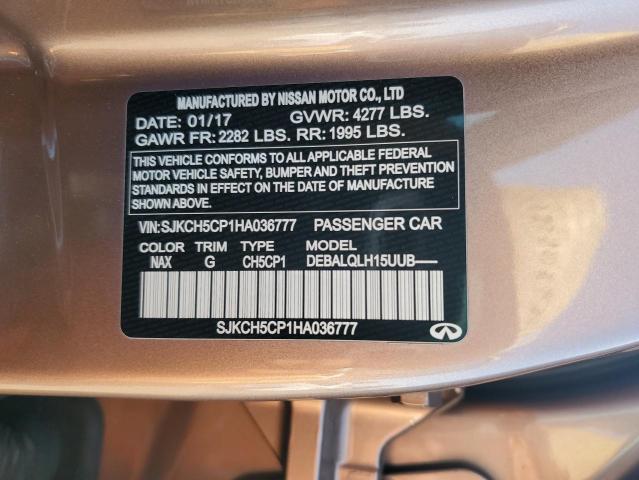 MANUFACTURED BY NISSAN MOTOR CO., LTD
DATE: 01/17 GVWR: 4277 LBS.
GAWR FR: 2282 LBS. RR: 1995 LBS.
THIS VEHICLE CONFORMS TO ALL APPLICABLE FEDERAL
MOTOR VEHICLE SAFETY, BUMPER AND THEFT PREVENTION
STANDARDS IN EFFECT ON THE DATE OF MANUFACTURE
SHOWN ABOVE.
VIN:SJKCH5CP1HA036777 PASSENGER CAR
COLOR TRIM TYPE MODEL
NAX G CH5CP1 DEBALQLH15UUB-----
SJKCH5CP1HA036777